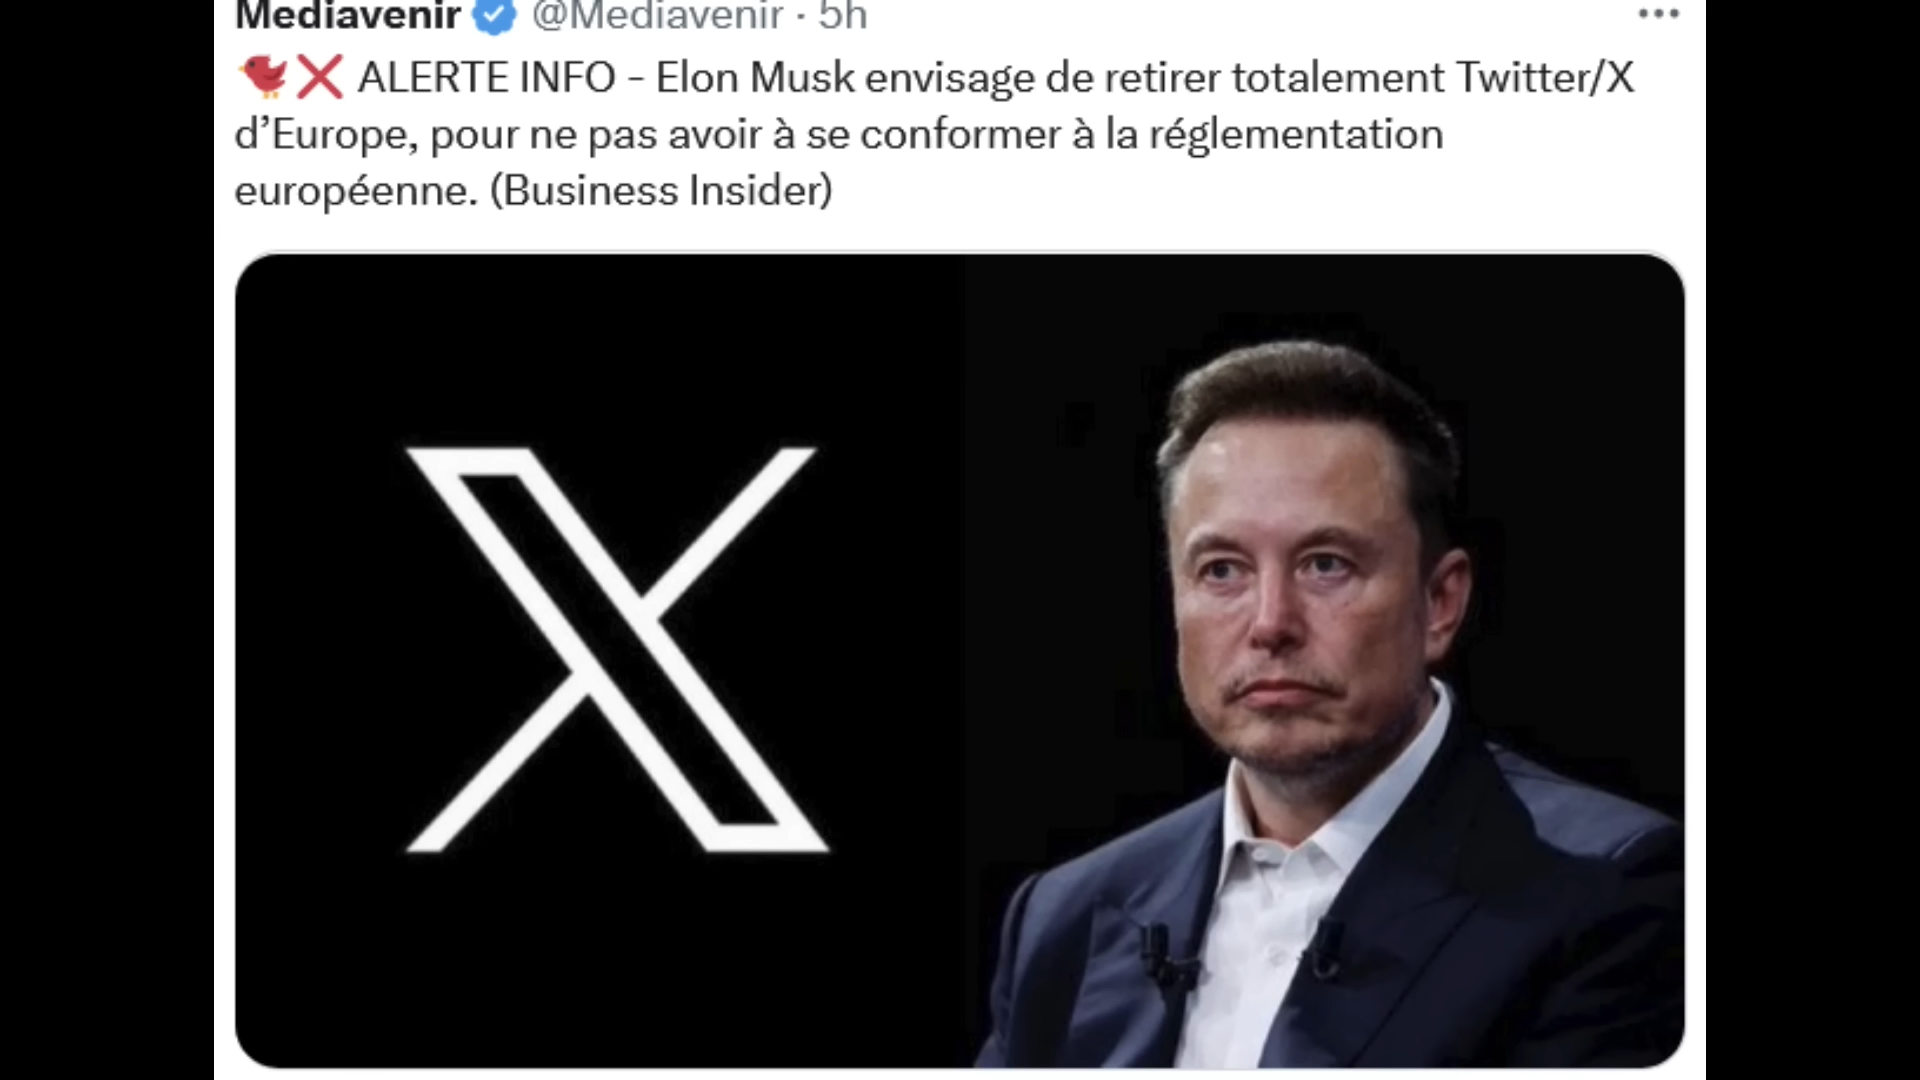 Mediavenir @Mediavenir · 5h
ALERTE INFO - Elon Musk envisage de retirer totalement Twitter/X
d’Europe, pour ne pas avoir à se conformer à la réglementation
européenne. (Business Insider)
X